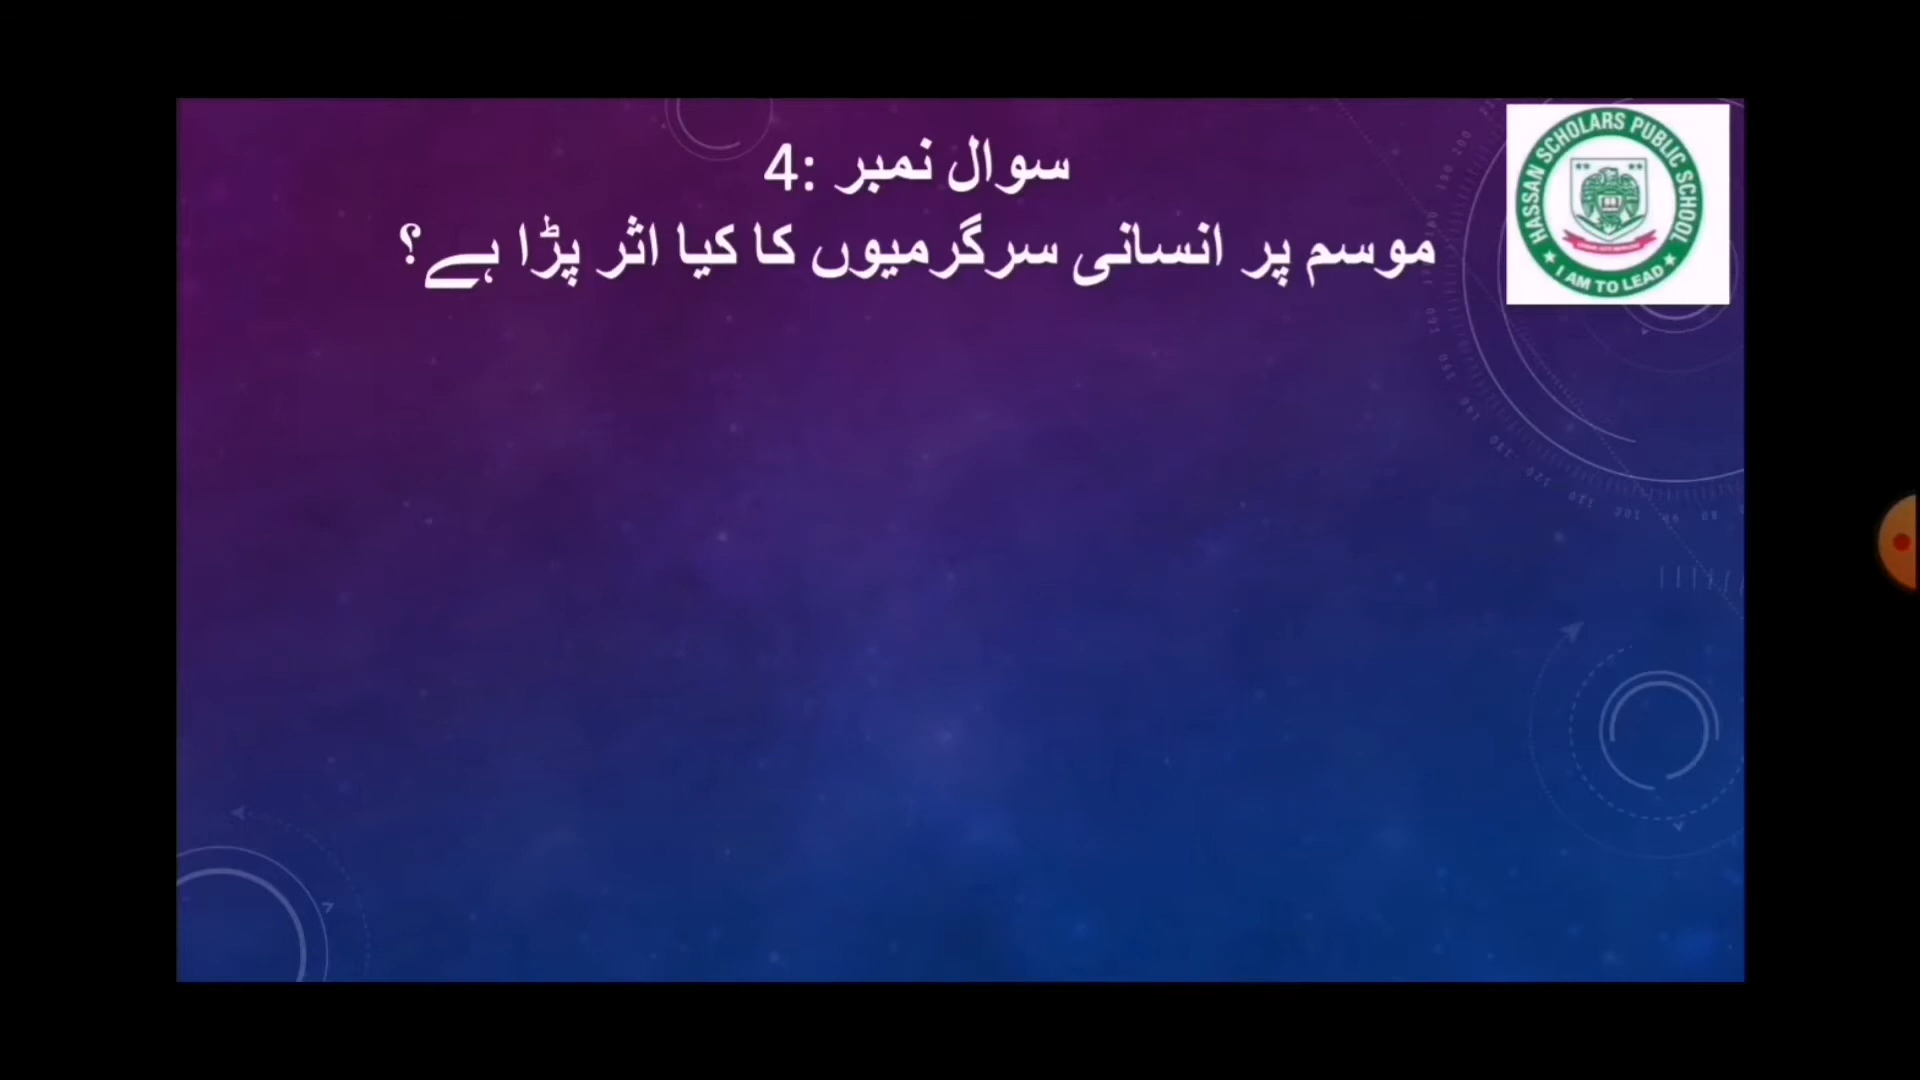 سوال نمبر :4
موسم پر انسانی سرگرمیوں کا کیا اثر پڑا ہے؟
HASSAN SCHOLARS PUBLIC SCHOOL
I AM TO LEAD